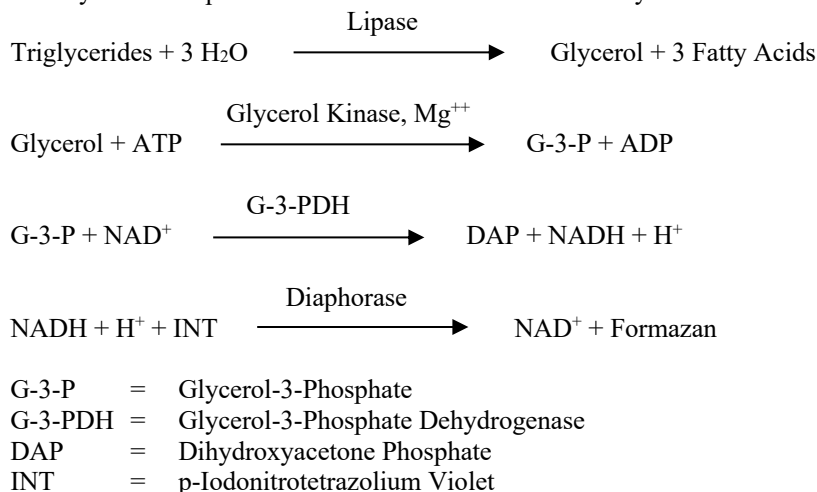 Lipase
Triglycerides + 3 H₂O Glycerol + 3 Fatty Acids
Glycerol Kinase, Mg⁺⁺
Glycerol + ATP G-3-P + ADP
G-3-PDH
G-3-P + NAD⁺ DAP + NADH + H⁺
Diaphorase
NADH + H⁺ + INT NAD⁺ + Formazan
G-3-P = Glycerol-3-Phosphate
G-3-PDH = Glycerol-3-Phosphate Dehydrogenase
DAP = Dihydroxyacetone Phosphate
INT = p-Iodonitrotetrazolium Violet